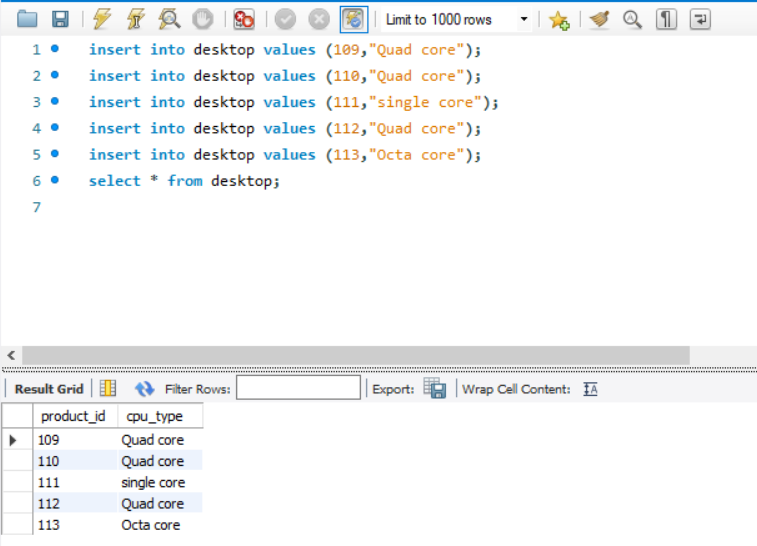 Limit to 1000 rows
1 insert into desktop values (109,"Quad core");
2 insert into desktop values (110,"Quad core");
3 insert into desktop values (111,"single core");
4 insert into desktop values (112,"Quad core");
5 insert into desktop values (113,"Octa core");
6 select * from desktop;
7
Result Grid Filter Rows: Export: Wrap Cell Content:
product_id cpu_type
109 Quad core
110 Quad core
111 single core
112 Quad core
113 Octa core